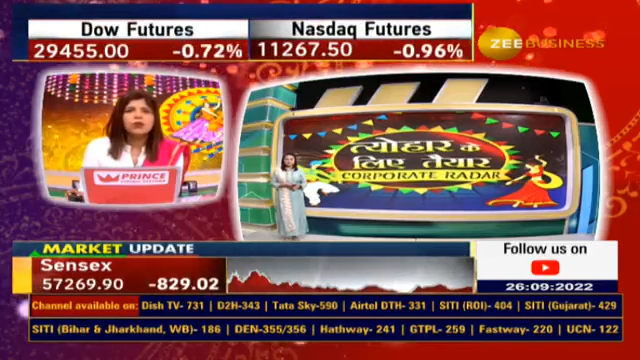 Dow Futures
29455.00 -0.72%
Nasdaq Futures
11267.50 -0.96%
ZEE BUSINESS
PRINCE
त्योहार के
लिए तैयार
CORPORATE RADAR
MARKET UPDATE
Sensex
57269.90 -829.02
Follow us on
26:09:2022
Channel available on: Dish TV- 731 | D2H-343 | Tata Sky-590 | Airtel DTH- 331 | SITI (ROI)- 404 | SITI (Gujarat)- 429
SITI (Bihar & Jharkhand, WB)- 186 | DEN-355/356 | Hathway- 241 | GTPL- 259 | Fastway- 220 | UCN- 122